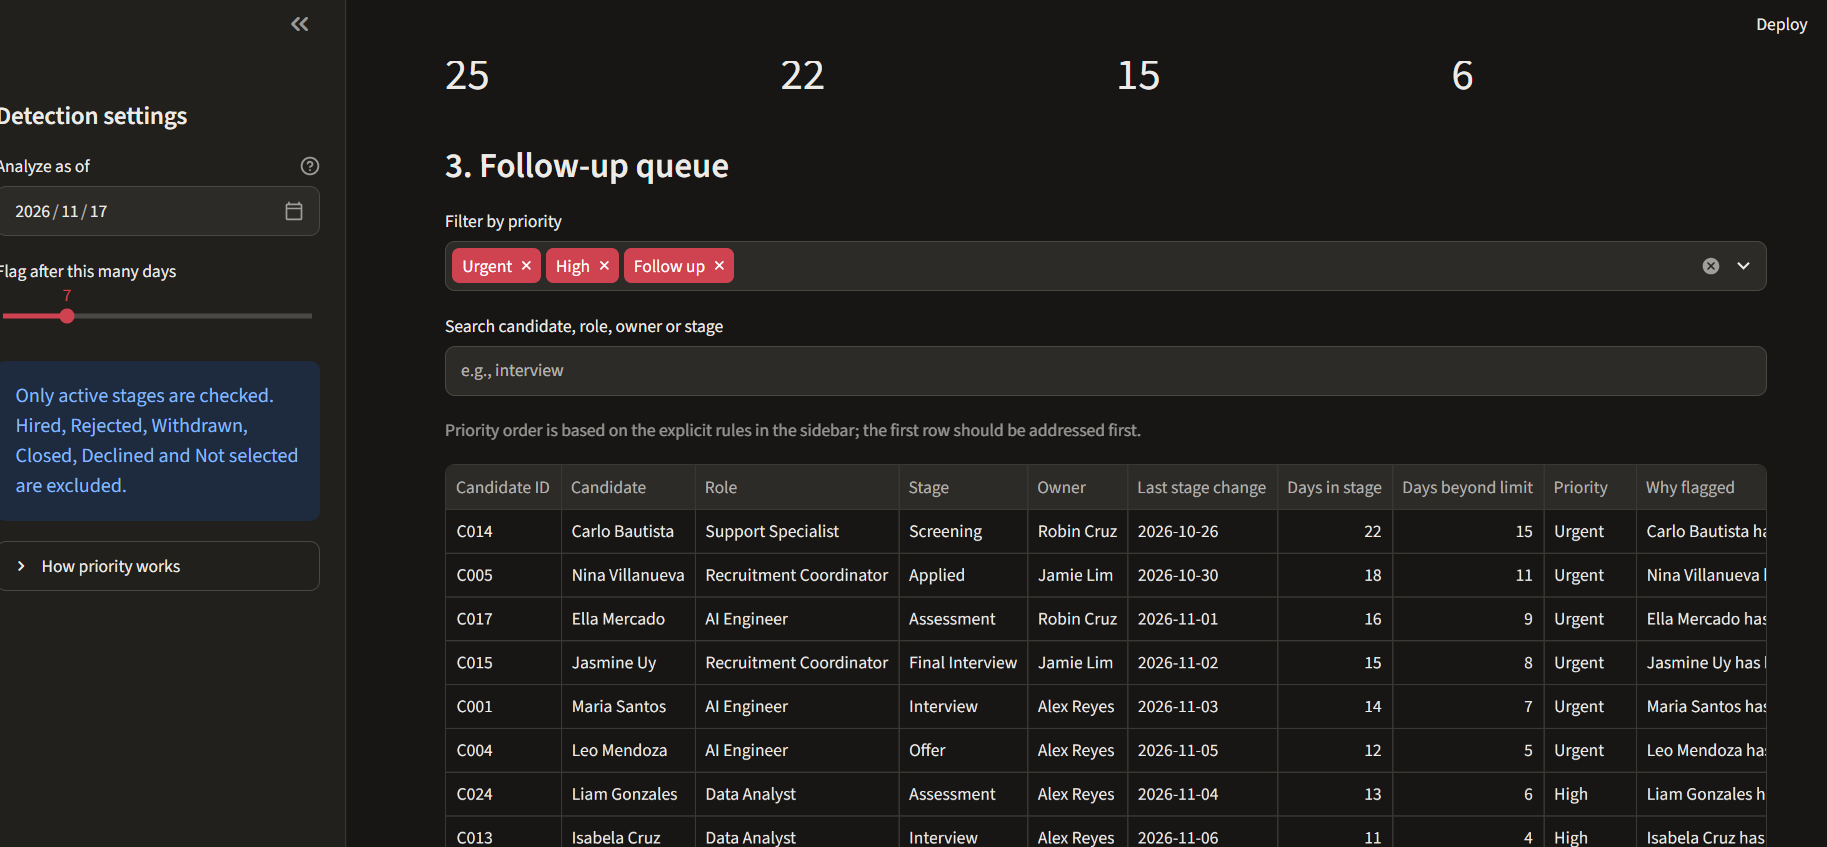 Deploy
Detection settings
Analyze as of
2026/11/17
Flag after this many days
7
Only active stages are checked.
Hired, Rejected, Withdrawn,
Closed, Declined and Not selected
are excluded.
How priority works
25 22 15 6
3. Follow-up queue
Filter by priority
Urgent High Follow up
Search candidate, role, owner or stage
e.g., interview
Priority order is based on the explicit rules in the sidebar; the first row should be addressed first.
Candidate ID Candidate Role Stage Owner Last stage change Days in stage Days beyond limit Priority Why flagged
C014 Carlo Bautista Support Specialist Screening Robin Cruz 2026-10-26 22 15 Urgent Carlo Bautista ha
C005 Nina Villanueva Recruitment Coordinator Applied Jamie Lim 2026-10-30 18 11 Urgent Nina Villanueva
C017 Ella Mercado AI Engineer Assessment Robin Cruz 2026-11-01 16 9 Urgent Ella Mercado has
C015 Jasmine Uy Recruitment Coordinator Final Interview Jamie Lim 2026-11-02 15 8 Urgent Jasmine Uy has
C001 Maria Santos AI Engineer Interview Alex Reyes 2026-11-03 14 7 Urgent Maria Santos has
C004 Leo Mendoza AI Engineer Offer Alex Reyes 2026-11-05 12 5 Urgent Leo Mendoza ha
C024 Liam Gonzales Data Analyst Assessment Alex Reyes 2026-11-04 13 6 High Liam Gonzales h
C013 Isabela Cruz Data Analyst Interview Alex Reyes 2026-11-06 11 4 High Isabela Cruz has